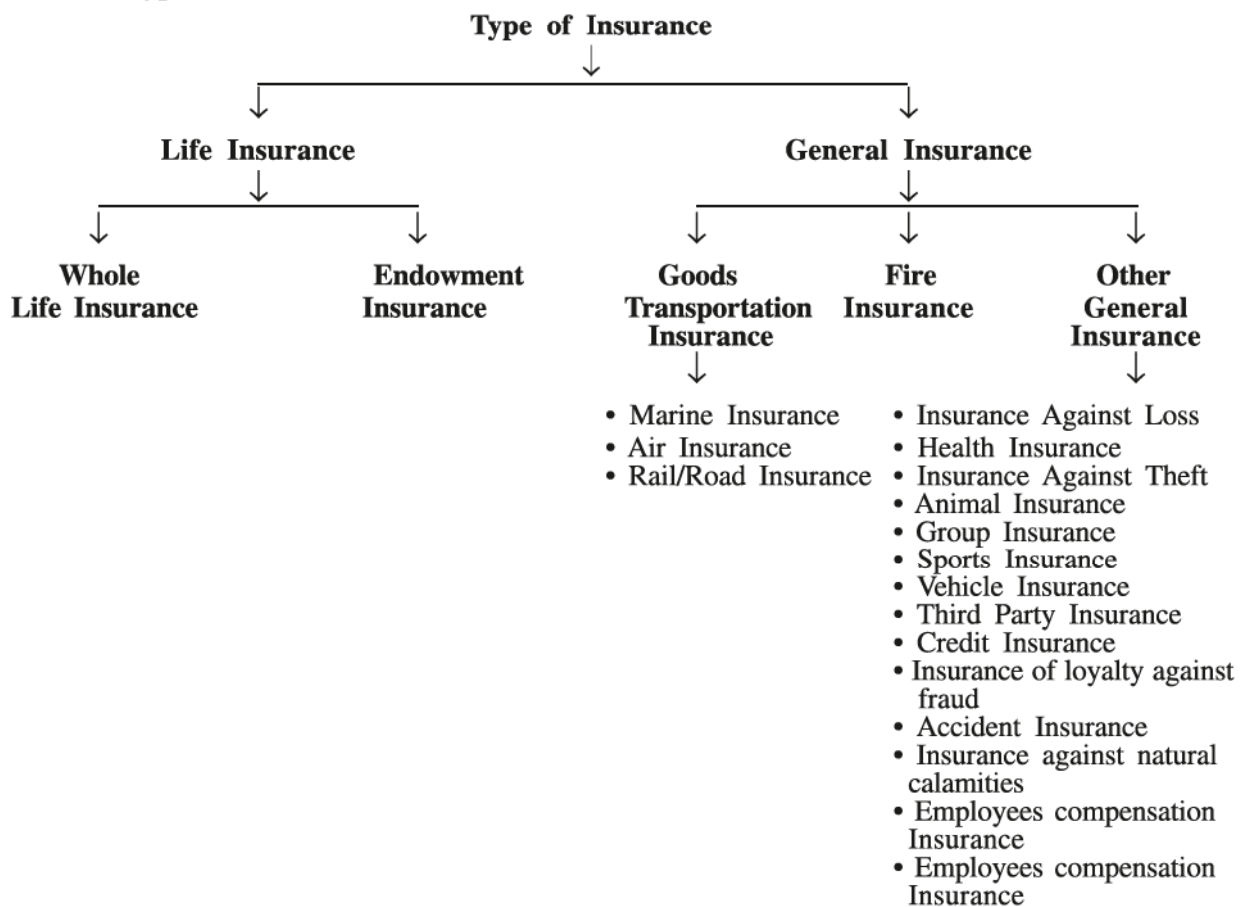 Type of Insurance
Life Insurance
General Insurance
Whole
Life Insurance
Endowment
Insurance
Goods
Transportation
Insurance
Fire
Insurance
Other
General
Insurance
• Marine Insurance
• Air Insurance
• Rail/Road Insurance
• Insurance Against Loss
• Health Insurance
• Insurance Against Theft
• Animal Insurance
• Group Insurance
• Sports Insurance
• Vehicle Insurance
• Third Party Insurance
• Credit Insurance
• Insurance of loyalty against
fraud
• Accident Insurance
• Insurance against natural
calamities
• Employees compensation
Insurance
• Employees compensation
Insurance